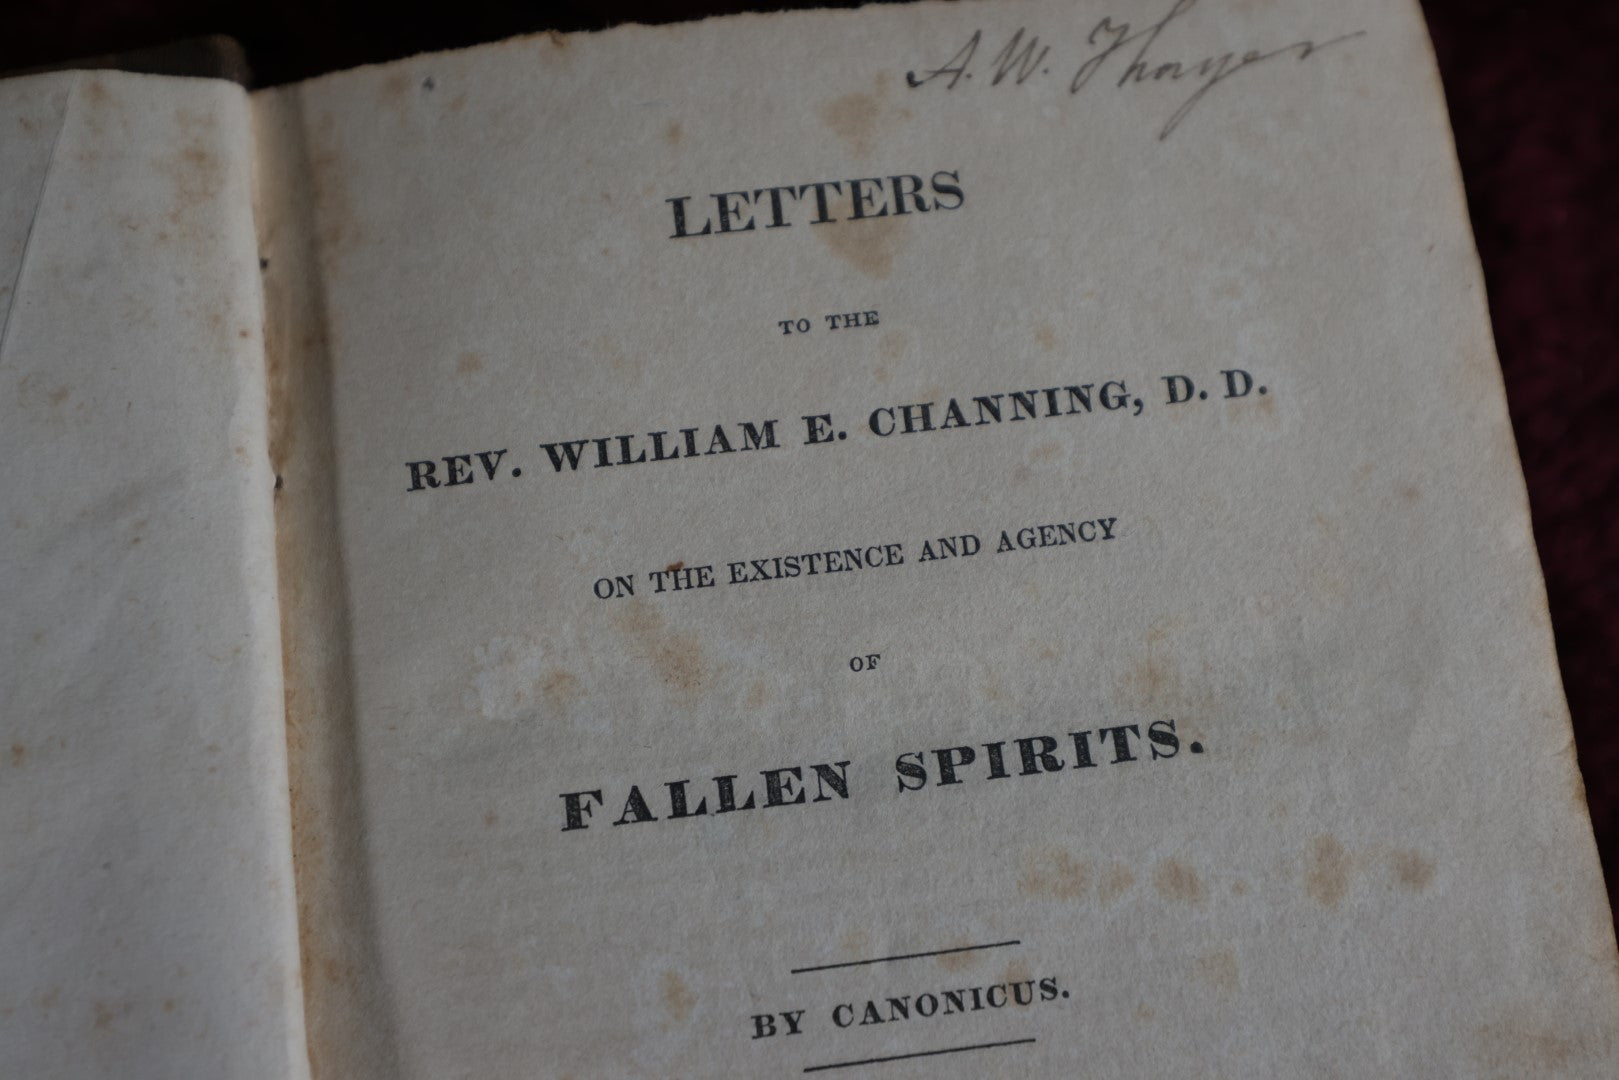 A. W. Thayer
LETTERS
TO THE
REV. WILLIAM E. CHANNING, D. D.
ON THE EXISTENCE AND AGENCY
OF
FALLEN SPIRITS.
BY CANONICUS.